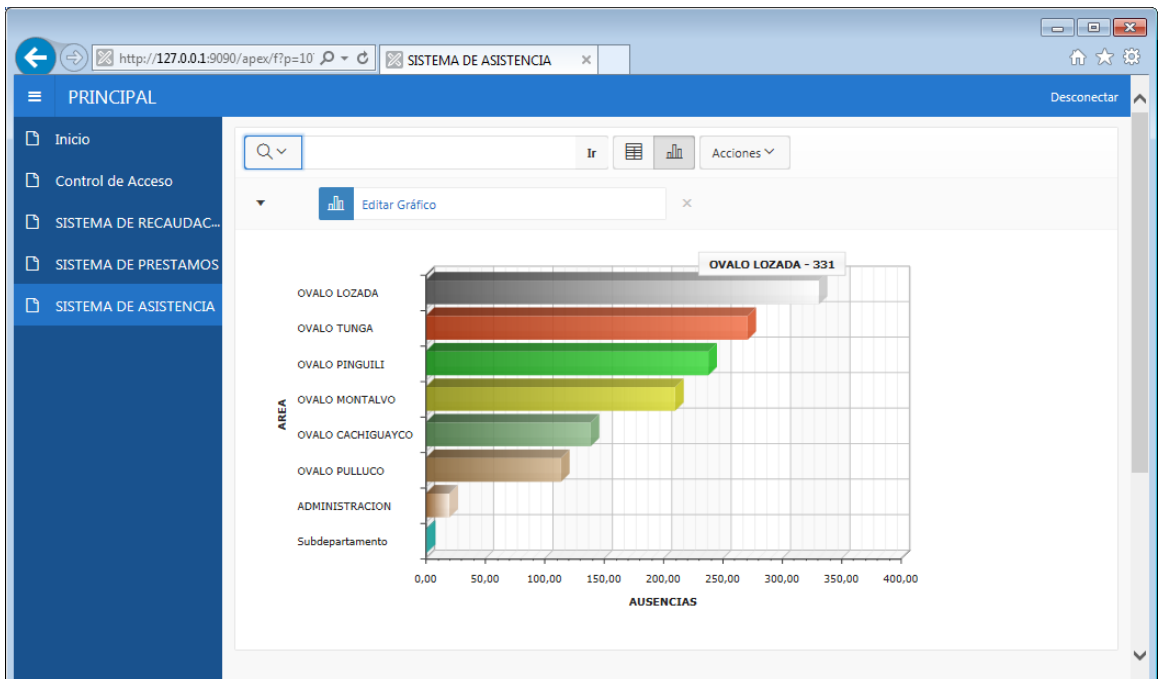 http://127.0.0.1:9090/apex/f?p=10
SISTEMA DE ASISTENCIA
PRINCIPAL
Desconectar
Inicio
Control de Acceso
SISTEMA DE RECAUDAC...
SISTEMA DE PRESTAMOS
SISTEMA DE ASISTENCIA
Ir
Acciones
Editar Gráfico
OVALO LOZADA - 331
OVALO LOZADA
OVALO TUNGA
OVALO PINGUILI
OVALO MONTALVO
OVALO CACHIGUAYCO
OVALO PULLUCO
ADMINISTRACION
Subdepartamento
AREA
0,00 50,00 100,00 150,00 200,00 250,00 300,00 350,00 400,00
AUSENCIAS